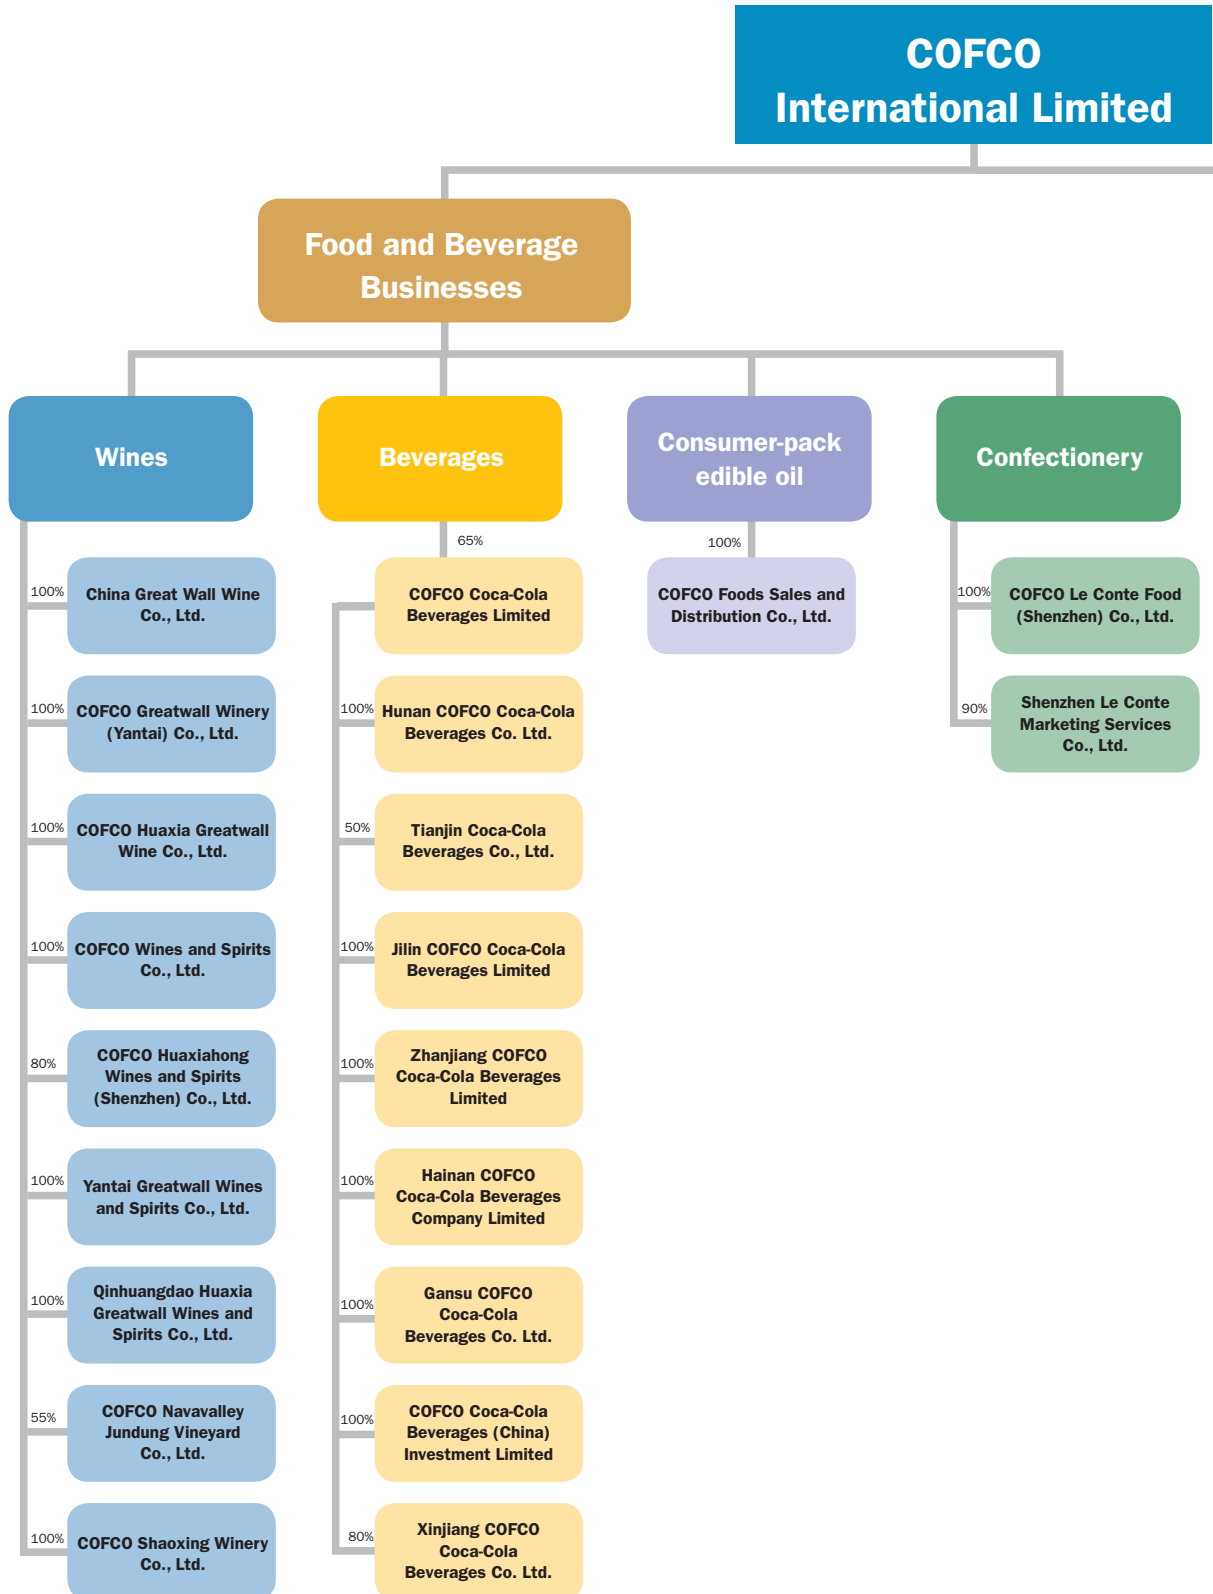 COFCO
International Limited
Food and Beverage
Businesses
Wines
Beverages
Consumer-pack
edible oil
Confectionery
100%
China Great Wall Wine
Co., Ltd.
100%
COFCO Greatwall Winery
(Yantai) Co., Ltd.
100%
COFCO Huaxia Greatwall
Wine Co., Ltd.
100%
COFCO Wines and Spirits
Co., Ltd.
80%
COFCO Huaxiahong
Wines and Spirits
(Shenzhen) Co., Ltd.
100%
Yantai Greatwall Wines
and Spirits Co., Ltd.
100%
Qinhuangdao Huaxia
Greatwall Wines and
Spirits Co., Ltd.
55%
COFCO Navavalley
Jundung Vineyard
Co., Ltd.
100%
COFCO Shaoxing Winery
Co., Ltd.
65%
COFCO Coca-Cola
Beverages Limited
100%
Hunan COFCO Coca-Cola
Beverages Co. Ltd.
50%
Tianjin Coca-Cola
Beverages Co., Ltd.
100%
Jilin COFCO Coca-Cola
Beverages Limited
100%
Zhanjiang COFCO
Coca-Cola Beverages
Limited
100%
Hainan COFCO
Coca-Cola Beverages
Company Limited
100%
Gansu COFCO
Coca-Cola
Beverages Co. Ltd.
100%
COFCO Coca-Cola
Beverages (China)
Investment Limited
80%
Xinjiang COFCO
Coca-Cola
Beverages Co. Ltd.
100%
COFCO Foods Sales and
Distribution Co., Ltd.
100%
COFCO Le Conte Food
(Shenzhen) Co., Ltd.
90%
Shenzhen Le Conte
Marketing Services
Co., Ltd.